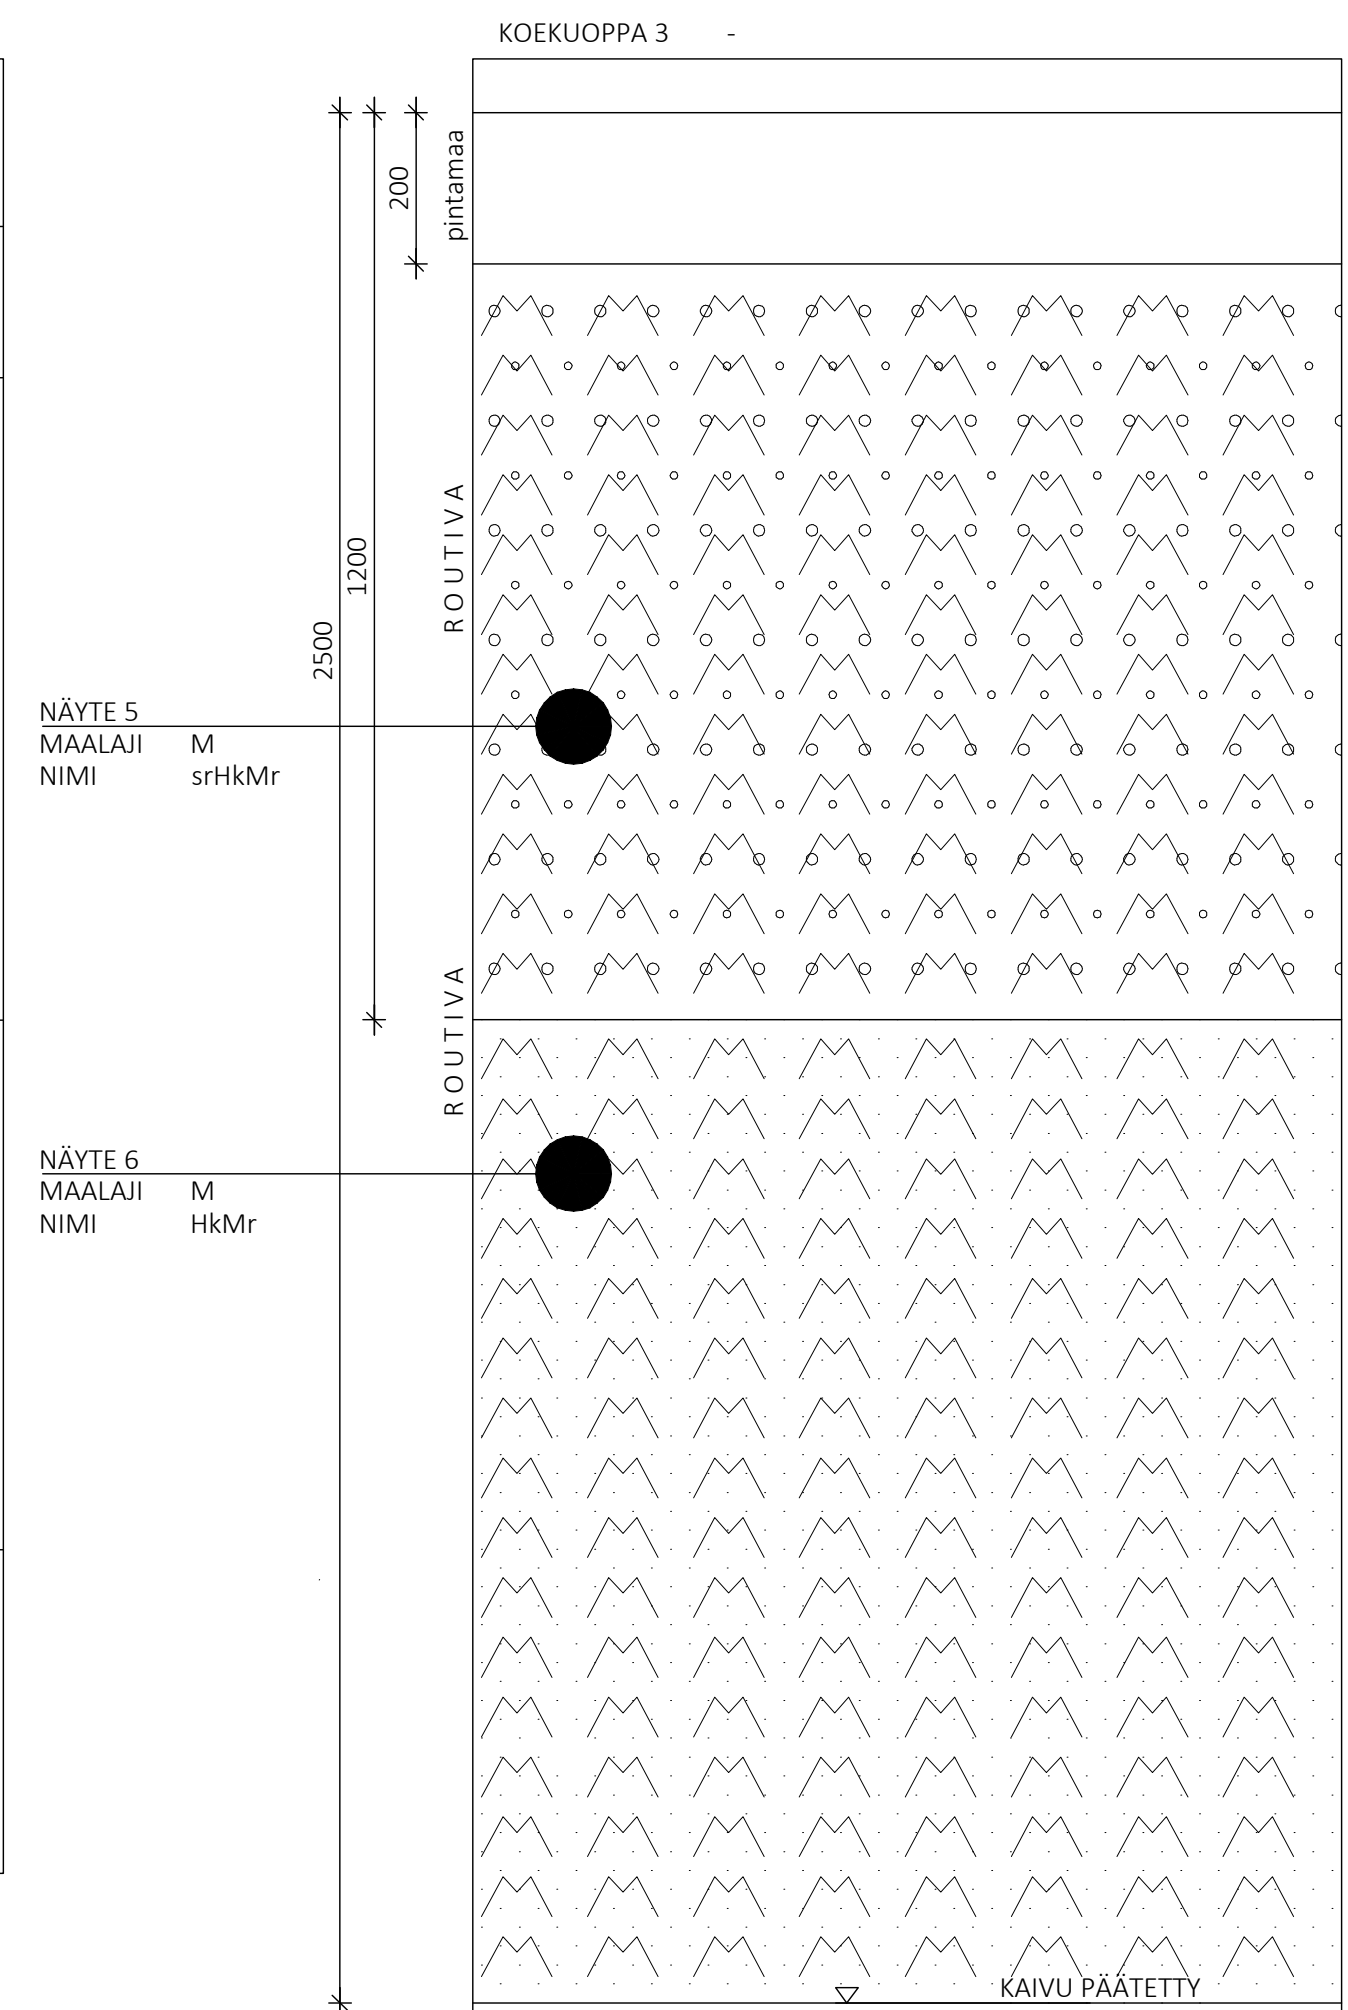 KOEKUOPPA 3 -
200
pintamaa
1200
2500
ROUTIVA
NÄYTE 5
MAALAJI M
NIMI srHkMr
ROUTIVA
NÄYTE 6
MAALAJI M
NIMI HkMr
KAIVU PÄÄTETTY